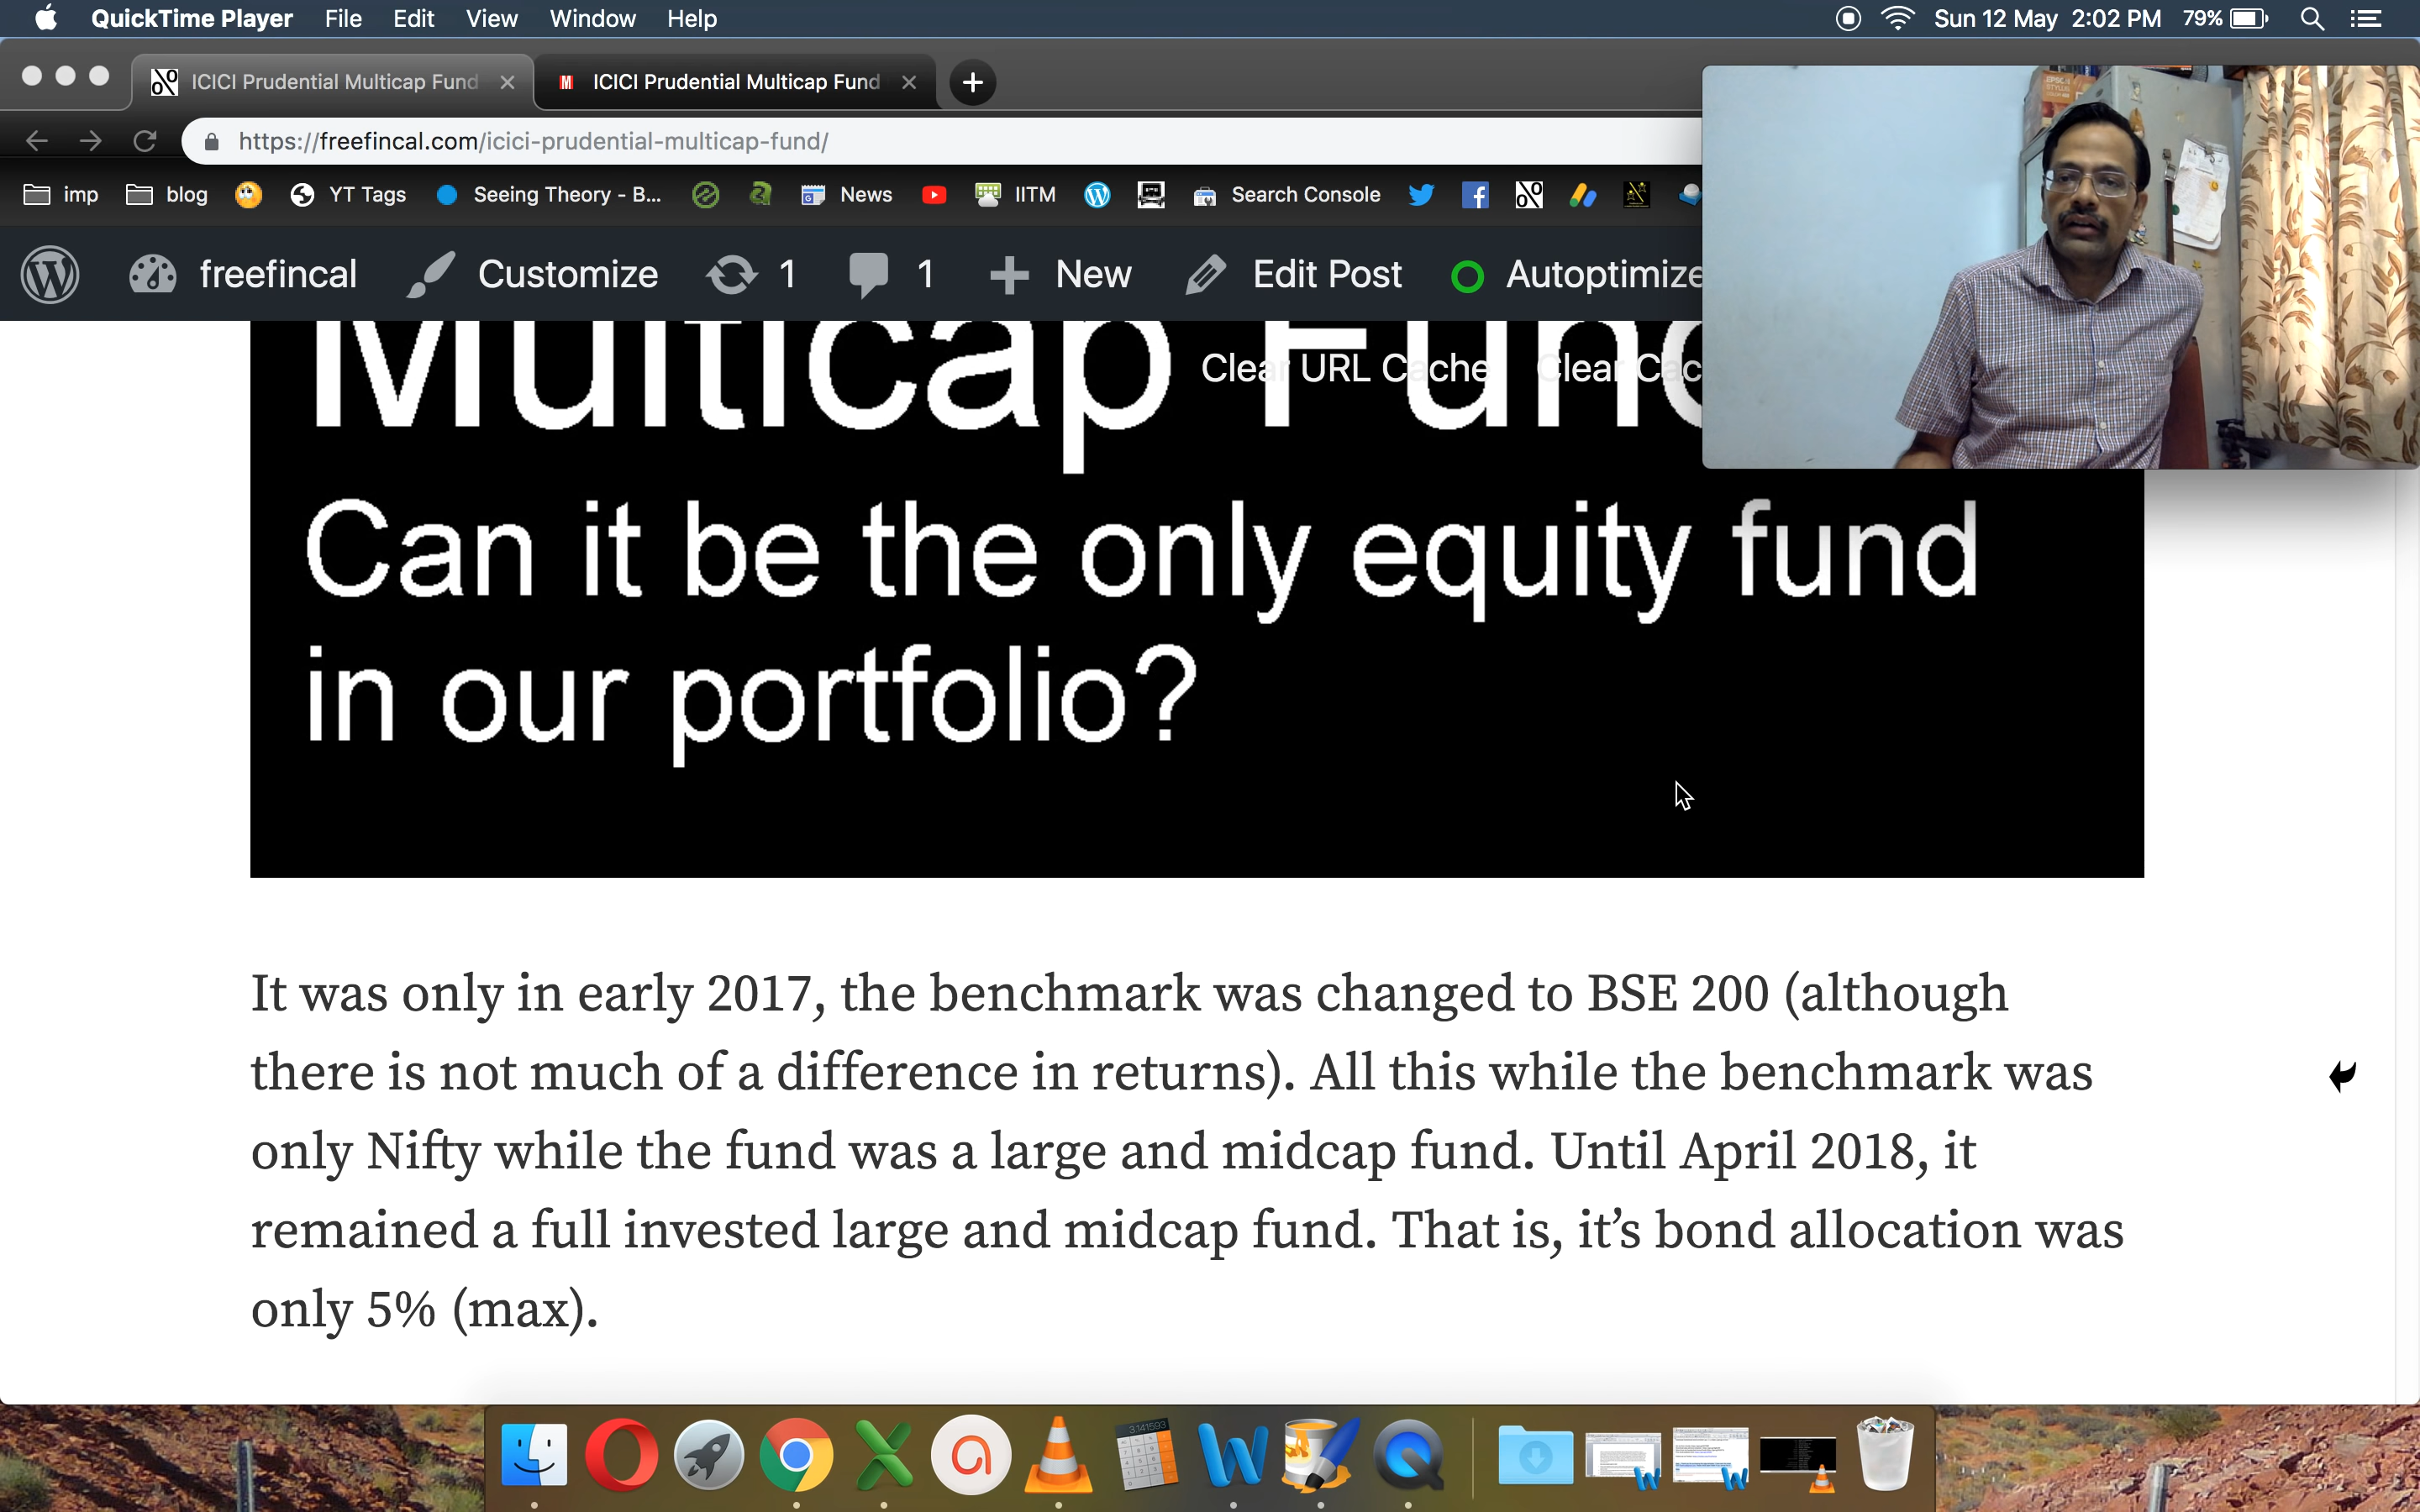 QuickTime Player File Edit View Window Help Sun 12 May 2:02 PM 79%
ICICI Prudential Multicap Fund ICICI Prudential Multicap Fund
https://freefincal.com/icici-prudential-multicap-fund/
imp blog YT Tags Seeing Theory - B... News IITM Search Console
freefincal Customize 1 1 New Edit Post Autoptimize
Multicap Fund
Clear URL Cache Clear Cac
Can it be the only equity fund
in our portfolio?
It was only in early 2017, the benchmark was changed to BSE 200 (although
there is not much of a difference in returns). All this while the benchmark was
only Nifty while the fund was a large and midcap fund. Until April 2018, it
remained a full invested large and midcap fund. That is, it's bond allocation was
only 5% (max).
3.141593